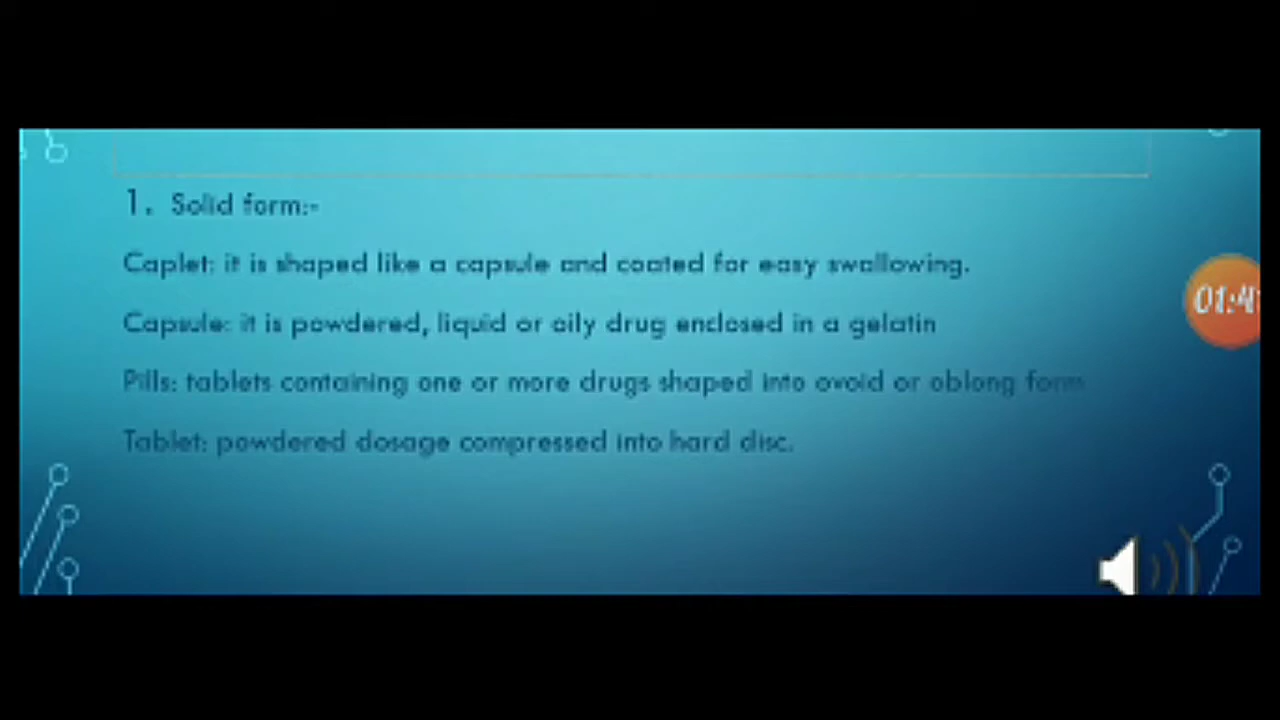 1. Solid form:-
Caplet: it is shaped like a capsule and coated for easy swallowing.
Capsule: it is powdered, liquid or oily drug enclosed in a gelatin
Pills: tablets containing one or more drugs shaped into ovoid or oblong form
Tablet: powdered dosage compressed into hard disc.